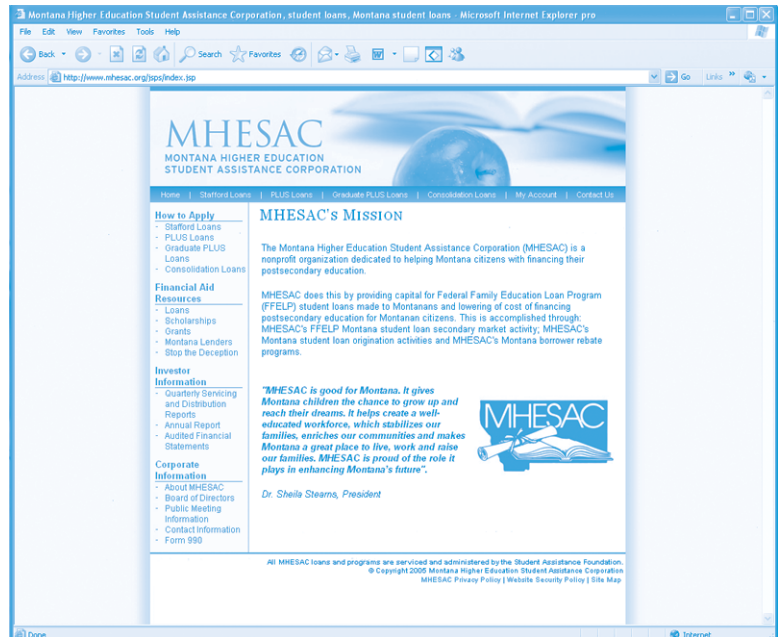 Montana Higher Education Student Assistance Corporation, student loans, Montana student loans - Microsoft Internet Explorer pro
File Edit View Favorites Tools Help
Back Search Favorites
Address http://www.mhesac.org/jsps/index.jsp Go Links
MHESAC
MONTANA HIGHER EDUCATION
STUDENT ASSISTANCE CORPORATION
Home | Stafford Loans | PLUS Loans | Graduate PLUS Loans | Consolidation Loans | My Account | Contact Us
How to Apply
- Stafford Loans
- PLUS Loans
- Graduate PLUS
Loans
- Consolidation Loans
Financial Aid
Resources
- Loans
- Scholarships
- Grants
- Montana Lenders
- Stop the Deception
Investor
Information
- Quarterly Servicing
and Distribution
Reports
- Annual Report
- Audited Financial
Statements
Corporate
Information
- About MHESAC
- Board of Directors
- Public Meeting
Information
- Contact Information
- Form 990
MHESAC'S MISSION
The Montana Higher Education Student Assistance Corporation (MHESAC) is a
nonprofit organization dedicated to helping Montana citizens with financing their
postsecondary education.
MHESAC does this by providing capital for Federal Family Education Loan Program
(FFELP) student loans made to Montanans and lowering of cost of financing
postsecondary education for Montanan citizens. This is accomplished through:
MHESAC's FFELP Montana student loan secondary market activity; MHESAC's
Montana student loan origination activities and MHESAC's Montana borrower rebate
programs.
"MHESAC is good for Montana. It gives
Montana children the chance to grow up and
reach their dreams. It helps create a well-
educated workforce, which stabilizes our
families, enriches our communities and makes
Montana a great place to live, work and raise
our families. MHESAC is proud of the role it
plays in enhancing Montana's future".
Dr. Sheila Stearns, President
MHESAC
All MHESAC loans and programs are serviced and administered by the Student Assistance Foundation.
© Copyright 2005 Montana Higher Education Student Assistance Corporation
MHESAC Privacy Policy | Website Security Policy | Site Map
Done Internet